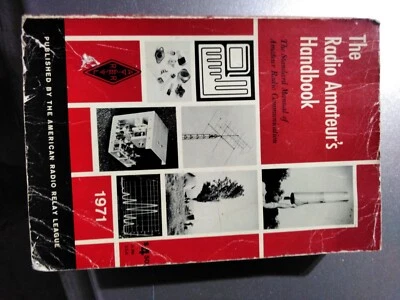 The
Radio Amateur's
Handbook
The Standard Manual of
Amateur Radio Communication
1971
$4
PUBLISHED BY THE AMERICAN RADIO RELAY LEAGUE